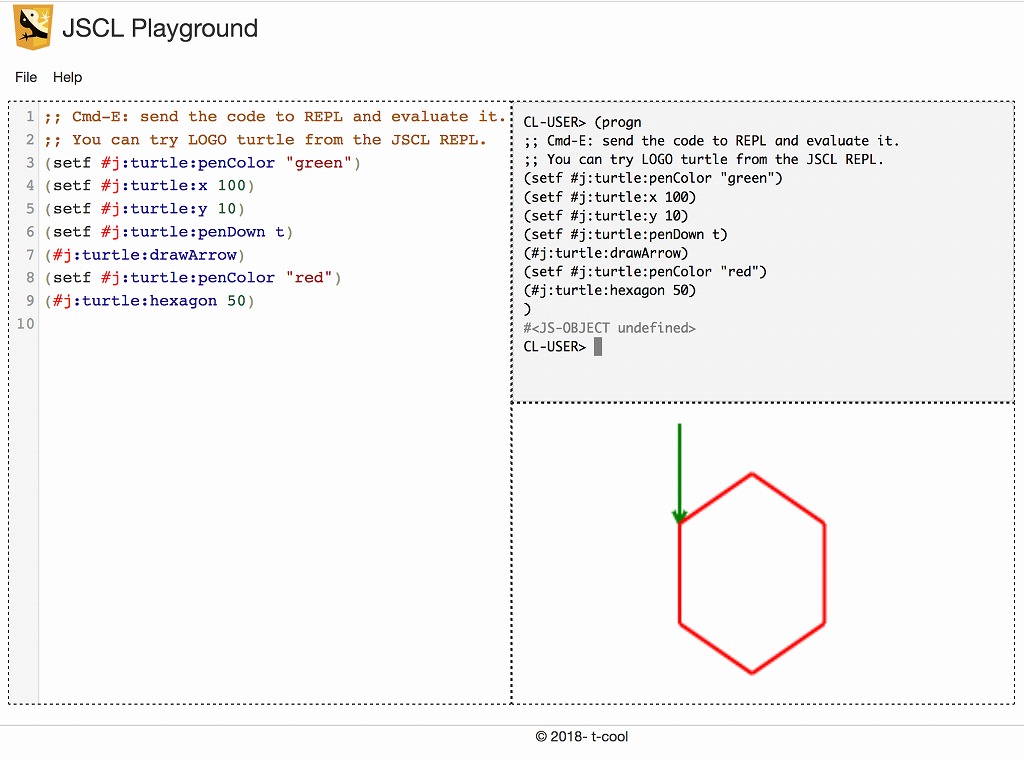 JSCL Playground
File Help
1 ;; Cmd-E: send the code to REPL and evaluate it.
2 ;; You can try LOGO turtle from the JSCL REPL.
3 (setf #j:turtle:penColor "green")
4 (setf #j:turtle:x 100)
5 (setf #j:turtle:y 10)
6 (setf #j:turtle:penDown t)
7 (#j:turtle:drawArrow)
8 (setf #j:turtle:penColor "red")
9 (#j:turtle:hexagon 50)
10
CL-USER> (progn
;; Cmd-E: send the code to REPL and evaluate it.
;; You can try LOGO turtle from the JSCL REPL.
(setf #j:turtle:penColor "green")
(setf #j:turtle:x 100)
(setf #j:turtle:y 10)
(setf #j:turtle:penDown t)
(#j:turtle:drawArrow)
(setf #j:turtle:penColor "red")
(#j:turtle:hexagon 50)
)
#<JS-OBJECT undefined>
CL-USER>
© 2018- t-cool